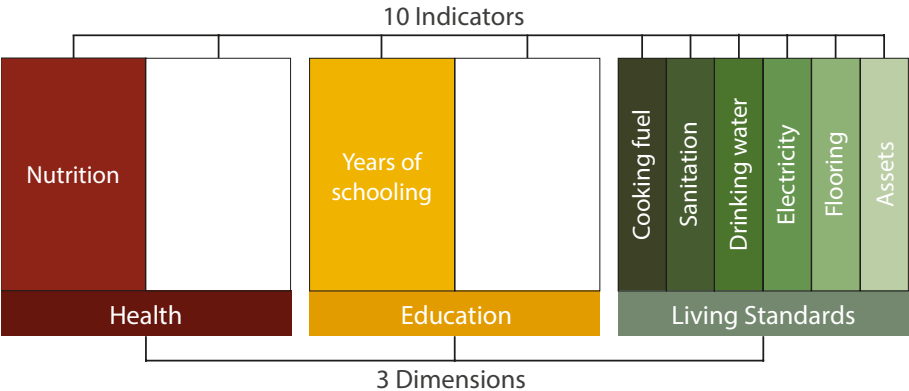 10 Indicators
Nutrition
Years of
schooling
Cooking fuel
Sanitation
Drinking water
Electricity
Flooring
Assets
Health
Education
Living Standards
3 Dimensions